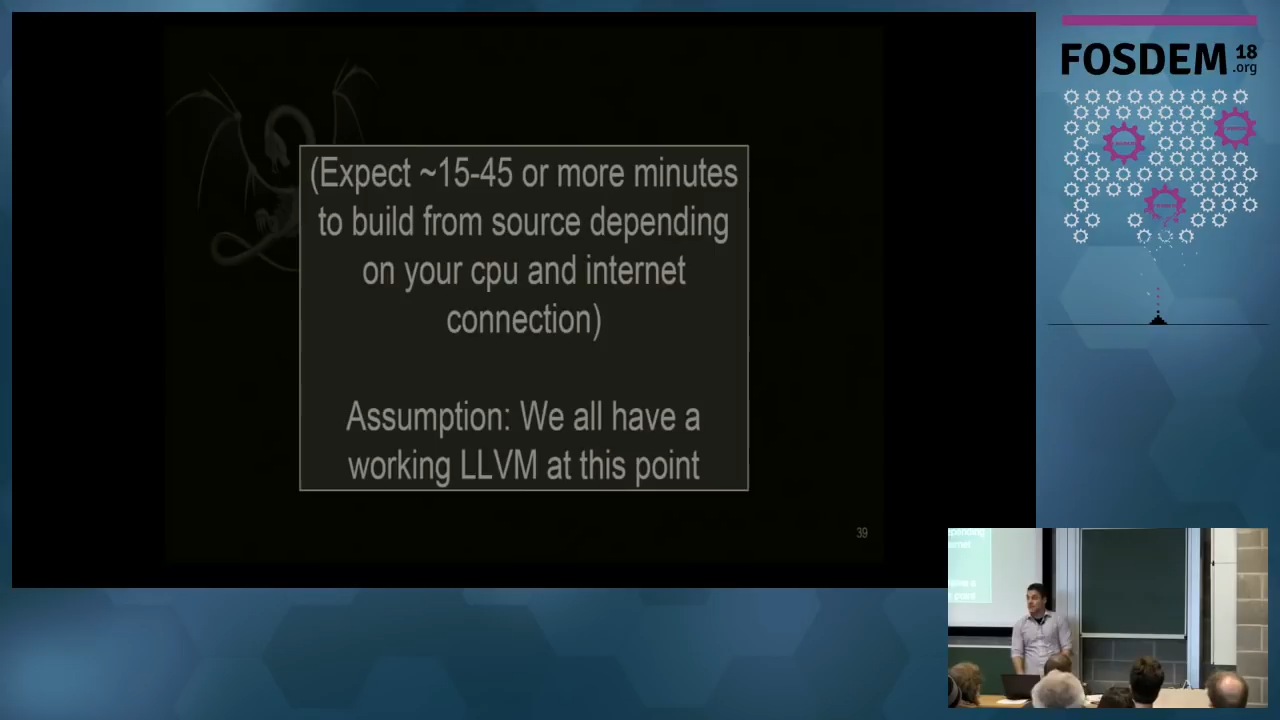 FOSDEM 18
.org
(Expect ~15-45 or more minutes
to build from source depending
on your cpu and internet
connection)
Assumption: We all have a
working LLVM at this point
39